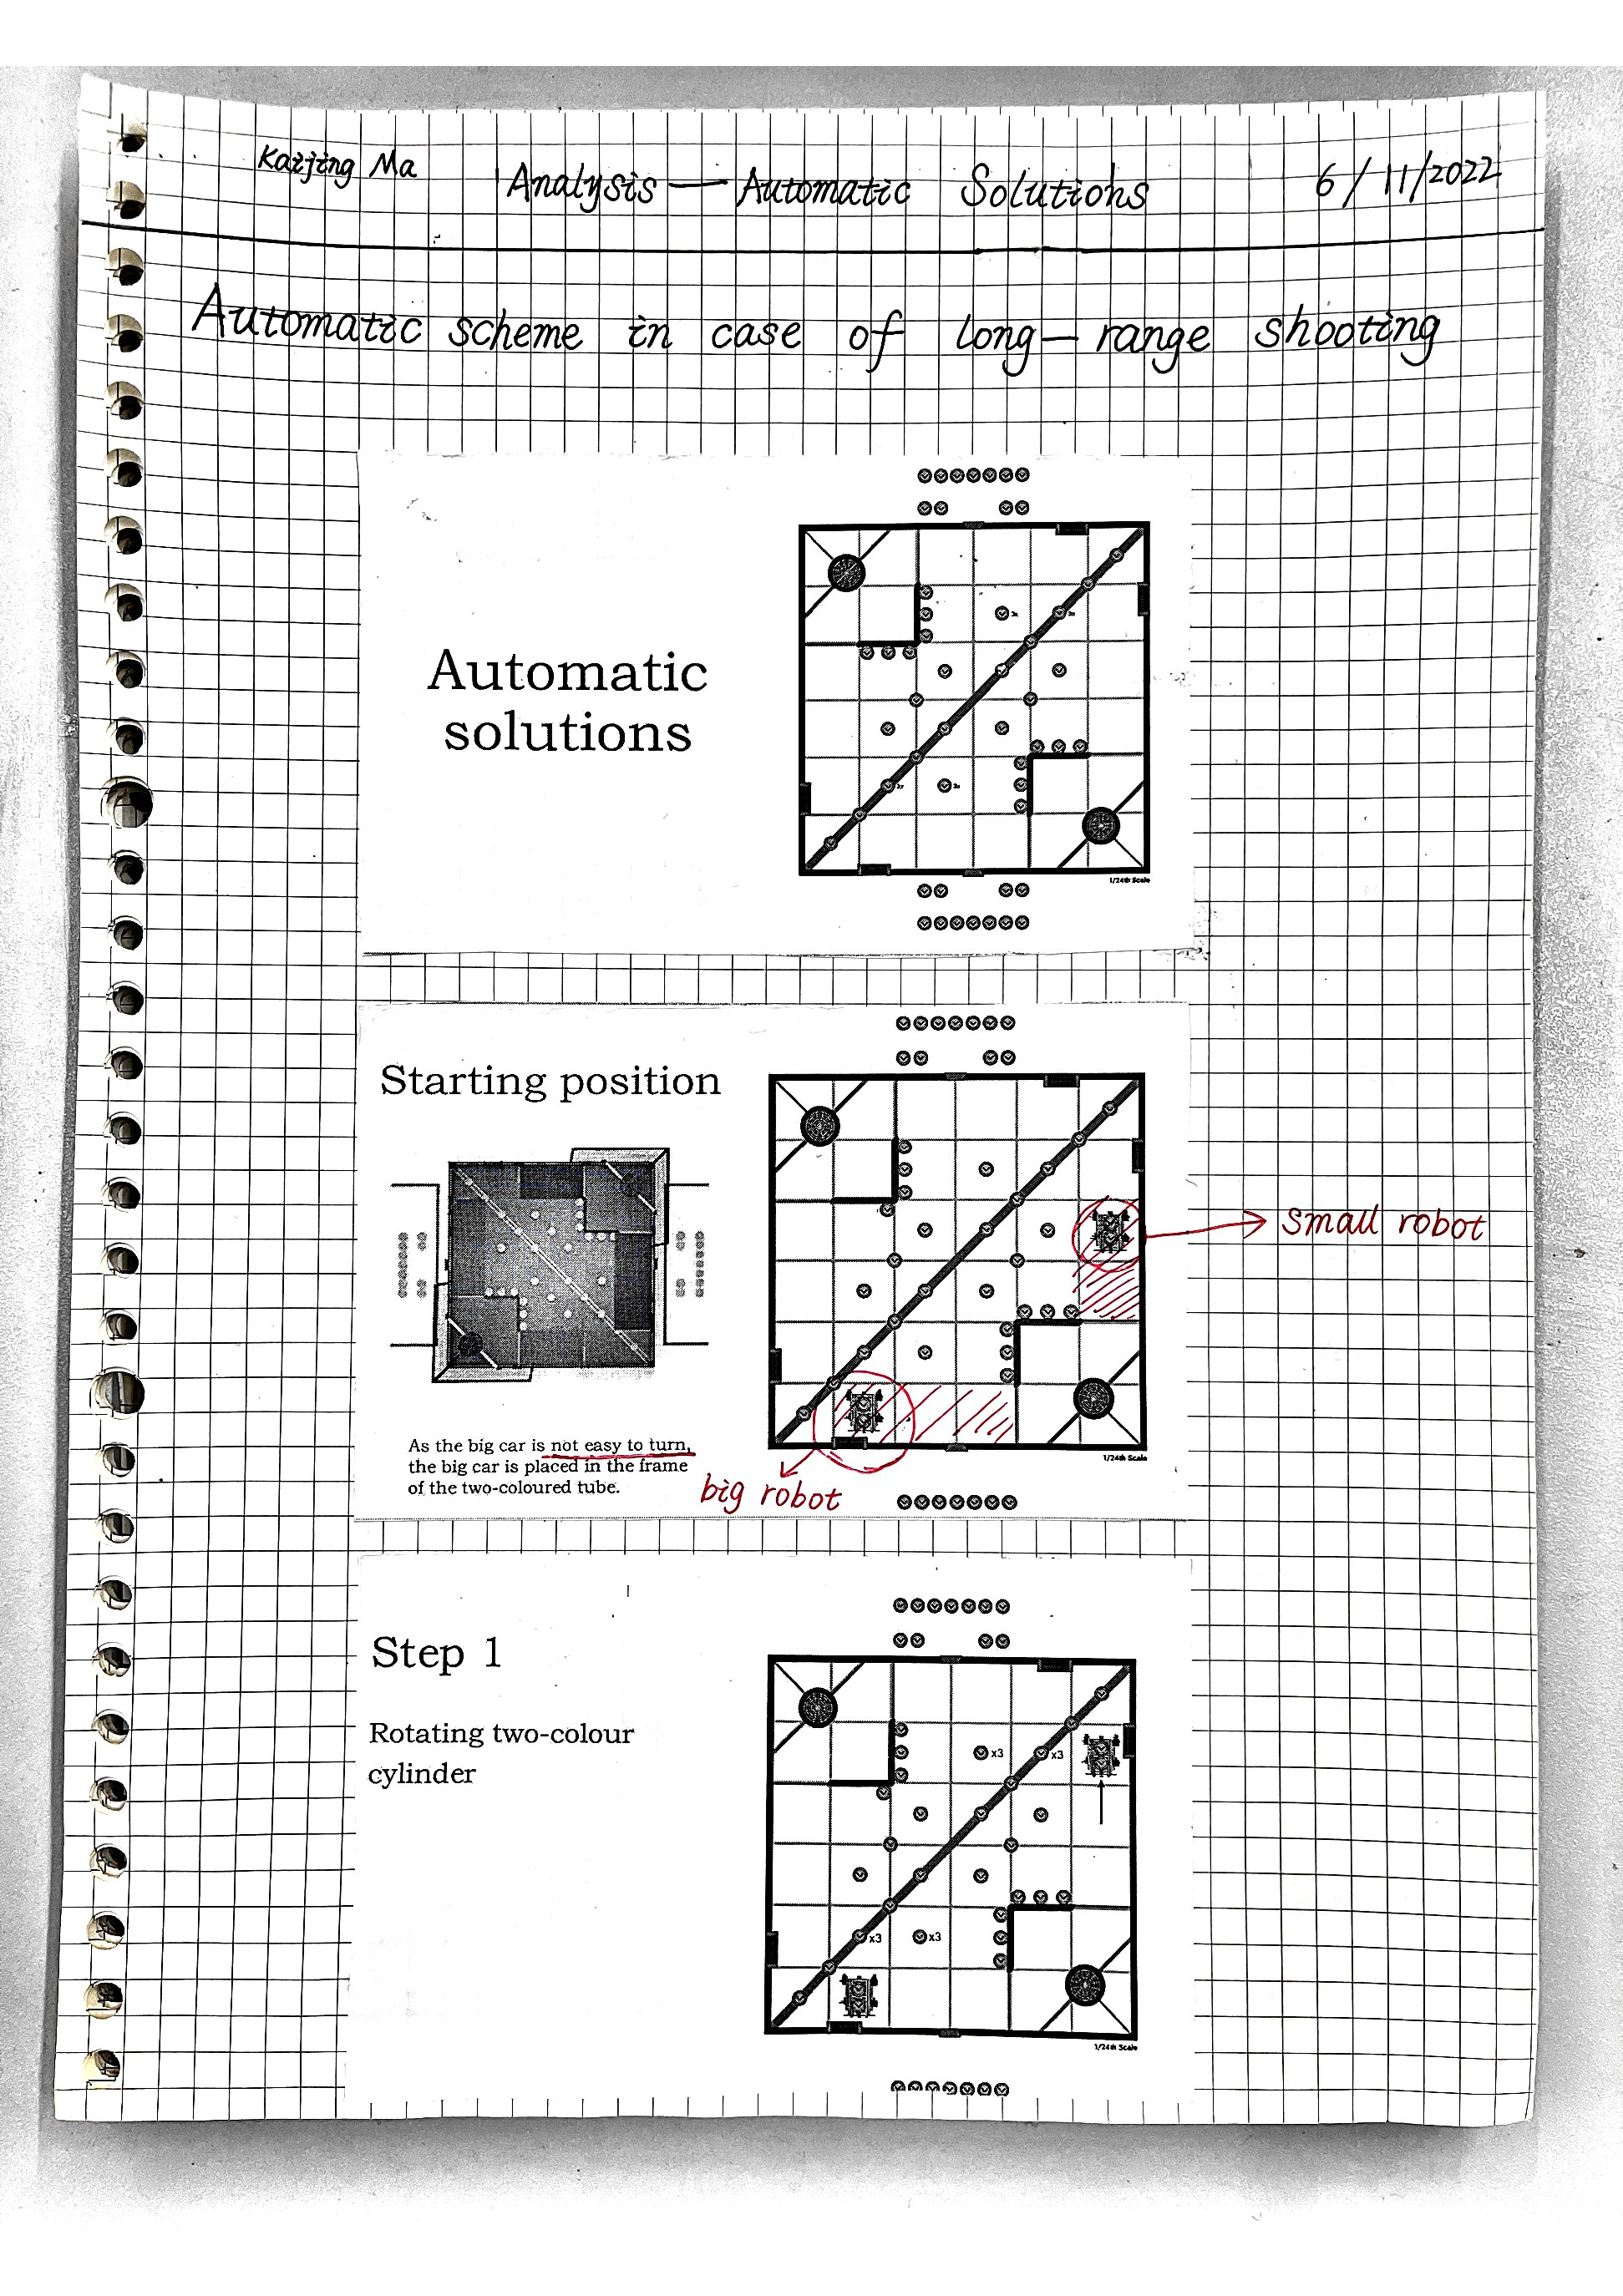 Kaijing Ma
Analysis — Automatic Solutions
6/11/2022
Automatic scheme in case of long-range shooting
Automatic
solutions
1/24th Scale
Starting position
small robot
As the big car is not easy to turn,
the big car is placed in the frame
of the two-coloured tube.
big robot
1/24th Scale
Step 1
Rotating two-colour
cylinder
x3
x3
x3
x3
1/24th Scale